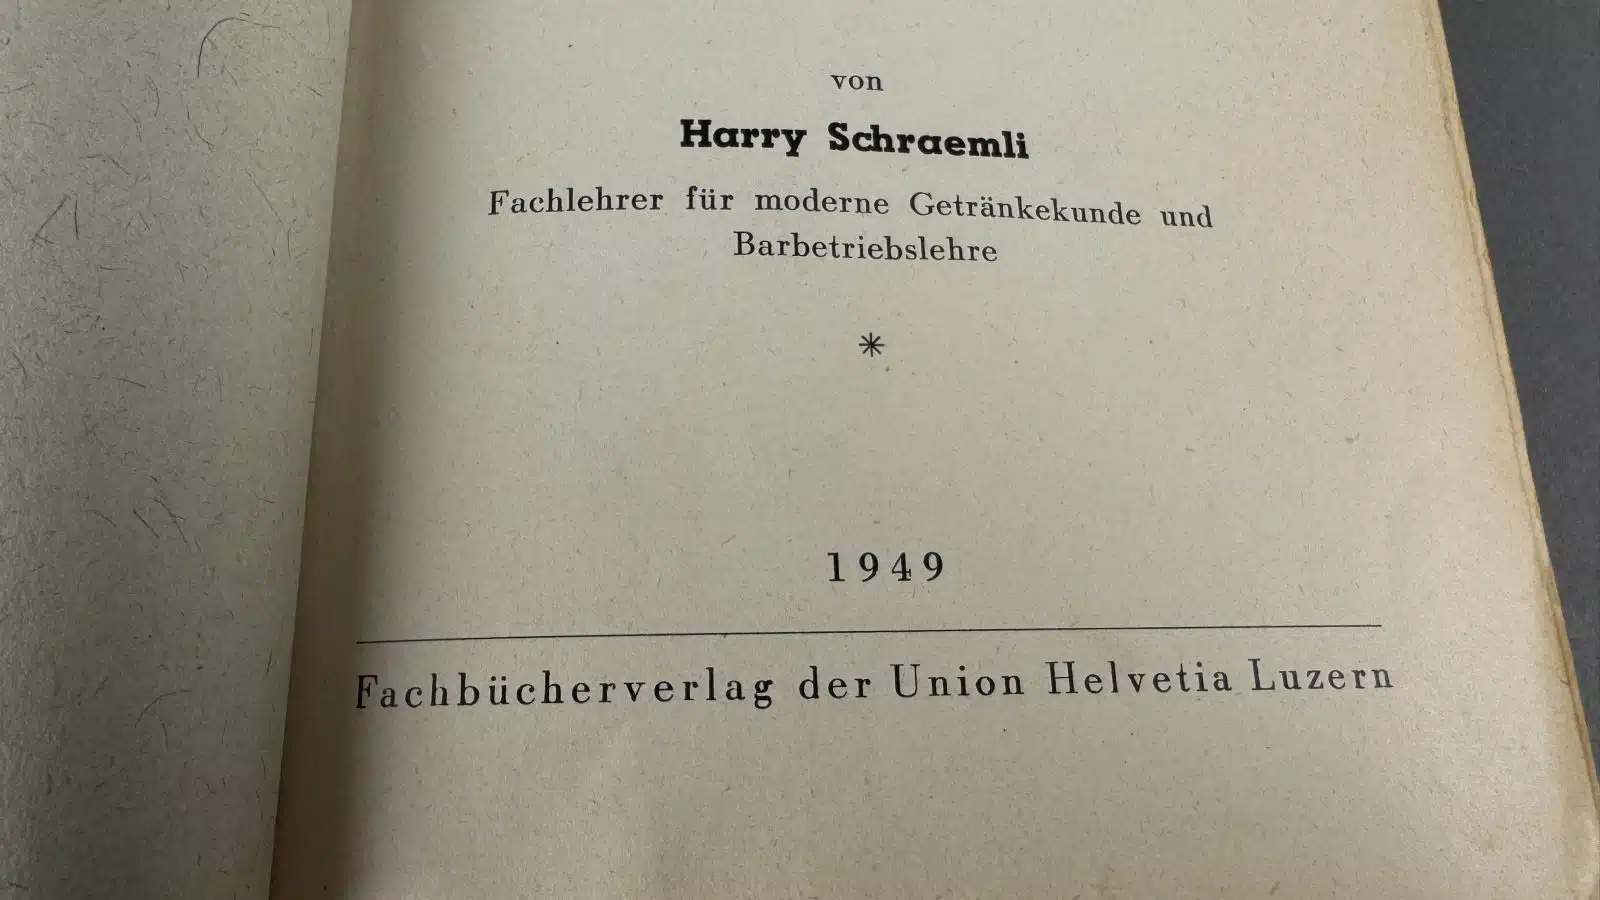 von
Harry Schraemli
Fachlehrer für moderne Getränkekunde und
Barbetriebslehre
*
1949
Fachbücherverlag der Union Helvetia Luzern